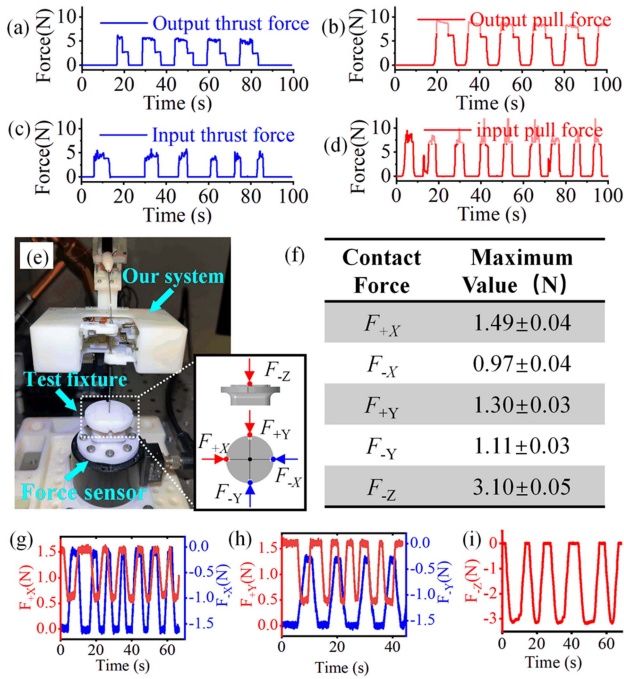 (a)
Output thrust force
Force(N)
10
5
0
0 20 40 60 80 100
Time (s)
(b)
Output pull force
Force(N)
10
5
0
0 20 40 60 80 100
Time (s)
(c)
Input thrust force
Force(N)
10
5
0
0 20 40 60 80 100
Time (s)
(d)
input pull force
Force(N)
10
5
0
0 20 40 60 80 100
Time (s)
(e)
Our system
Test fixture
Force sensor
F-Z
F+Y
F+X
F-X
F-Y
(f)
Contact Maximum
Force Value (N)
F+X 1.49±0.04
F-X 0.97±0.04
F+Y 1.30±0.03
F-Y 1.11±0.03
F-Z 3.10±0.05
(g)
F+X(N)
1.5
1.0
0.5
0.0
0.0
-0.5
-1.0
-1.5
F-X(N)
0 20 40 60
Time (s)
(h)
F+Y(N)
1.5
1.0
0.5
0.0
0.0
-0.5
-1.0
-1.5
F-Y(N)
0 20 40
Time (s)
(i)
F-Z(N)
0
-1
-2
-3
0 20 40 60
Time (s)